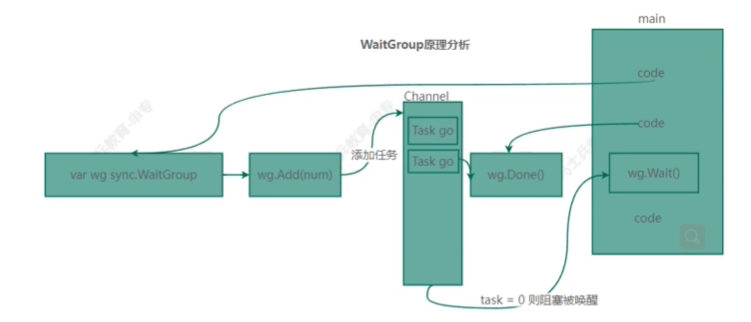 main
WaitGroup原理分析
code
Channel
Task go
code
添加任务
Task go
var wg sync.WaitGroup
wg.Add(num)
wg.Done()
wg.Wait()
code
task = 0 则阻塞被唤醒